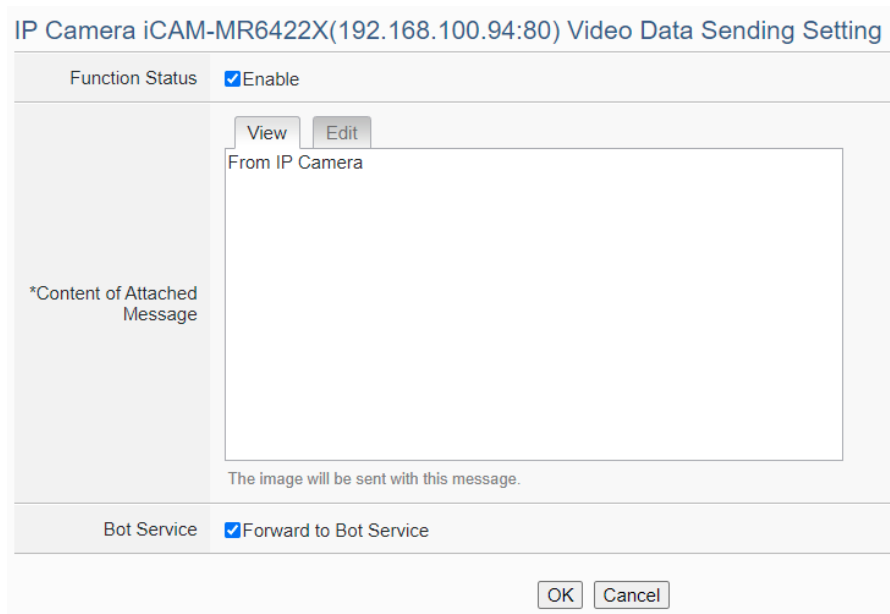 IP Camera iCAM-MR6422X(192.168.100.94:80) Video Data Sending Setting
Function Status
Enable
View
Edit
From IP Camera
*Content of Attached
Message
The image will be sent with this message.
Bot Service
Forward to Bot Service
OK
Cancel